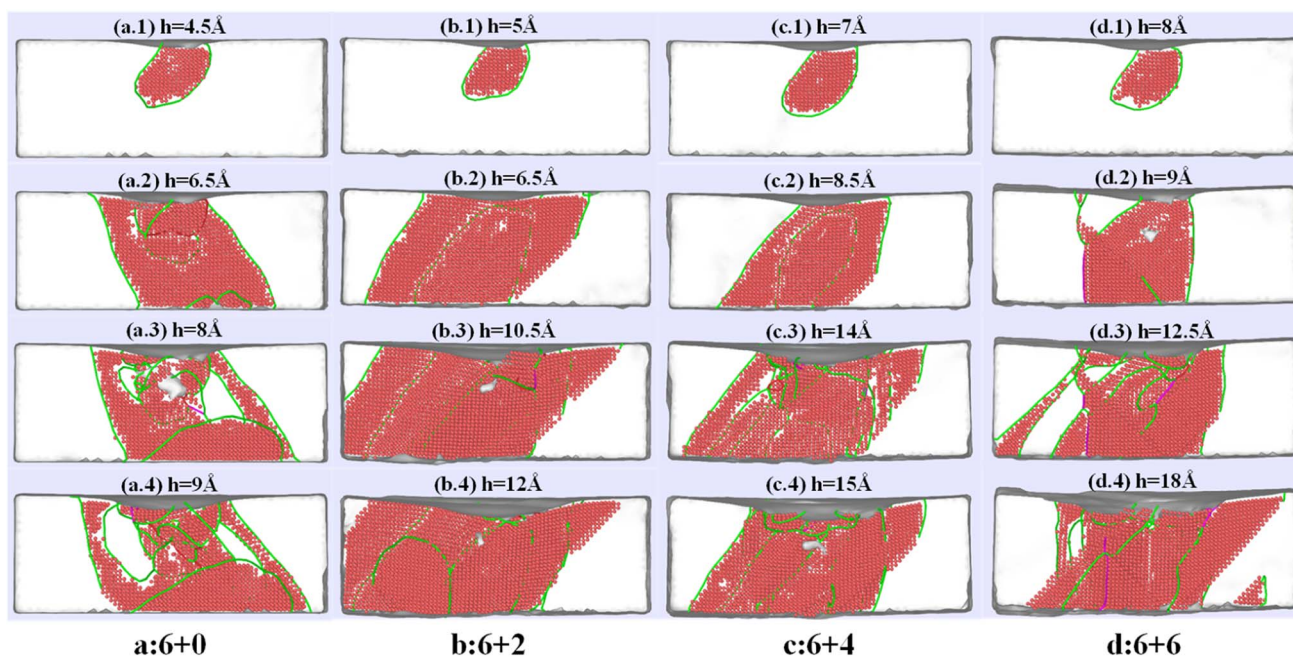 (a.1) h=4.5Å
(b.1) h=5Å
(c.1) h=7Å
(d.1) h=8Å
(a.2) h=6.5Å
(b.2) h=6.5Å
(c.2) h=8.5Å
(d.2) h=9Å
(a.3) h=8Å
(b.3) h=10.5Å
(c.3) h=14Å
(d.3) h=12.5Å
(a.4) h=9Å
(b.4) h=12Å
(c.4) h=15Å
(d.4) h=18Å
a:6+0
b:6+2
c:6+4
d:6+6